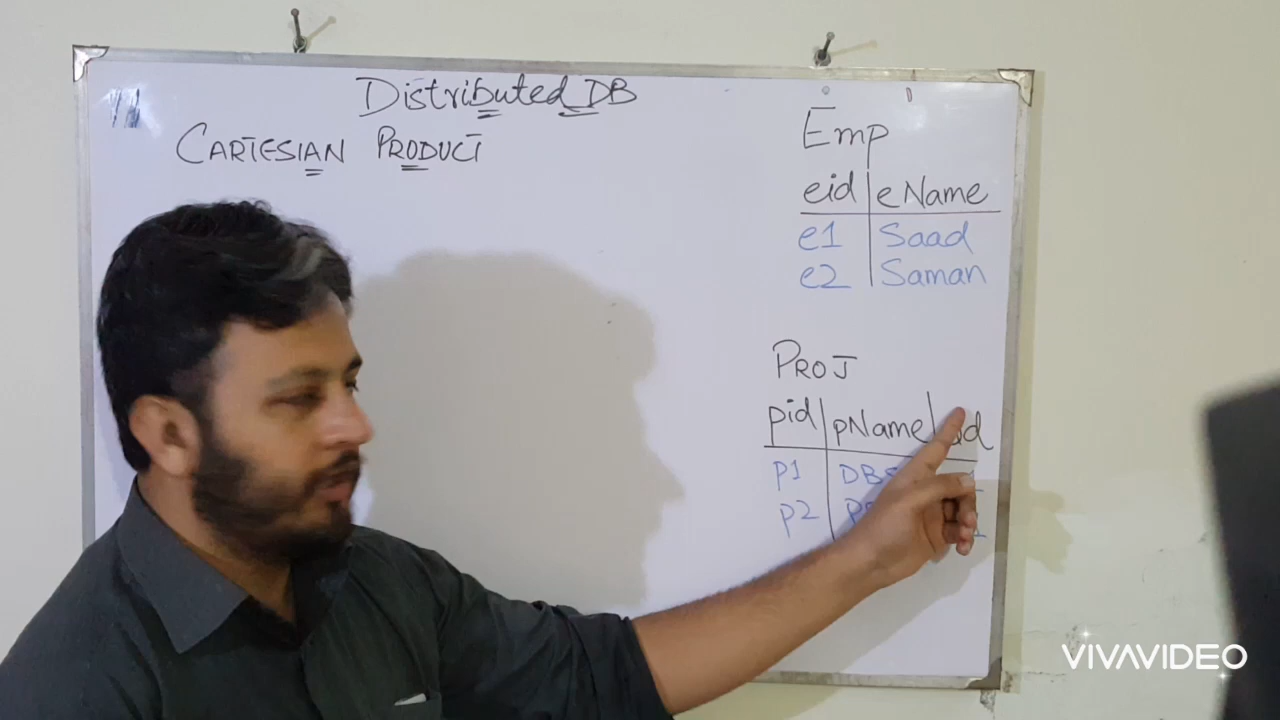 Distributed DB
CARTESIAN PRODUCT
Emp
eid eName
e1 Saad
e2 Saman
PROJ
pid pName
p1
p2
VIVAVIDEO